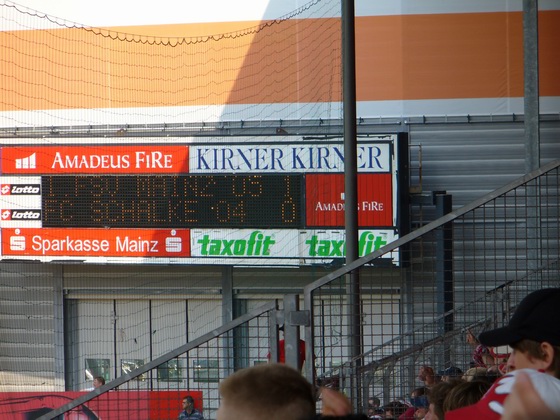 AMADEUS FIRE KIRNER KIRNER
lotto 1. FSV MAINZ 05 1
lotto FC SCHALKE 04 0
AMADEUS FIRE
Sparkasse Mainz taxofit taxofit